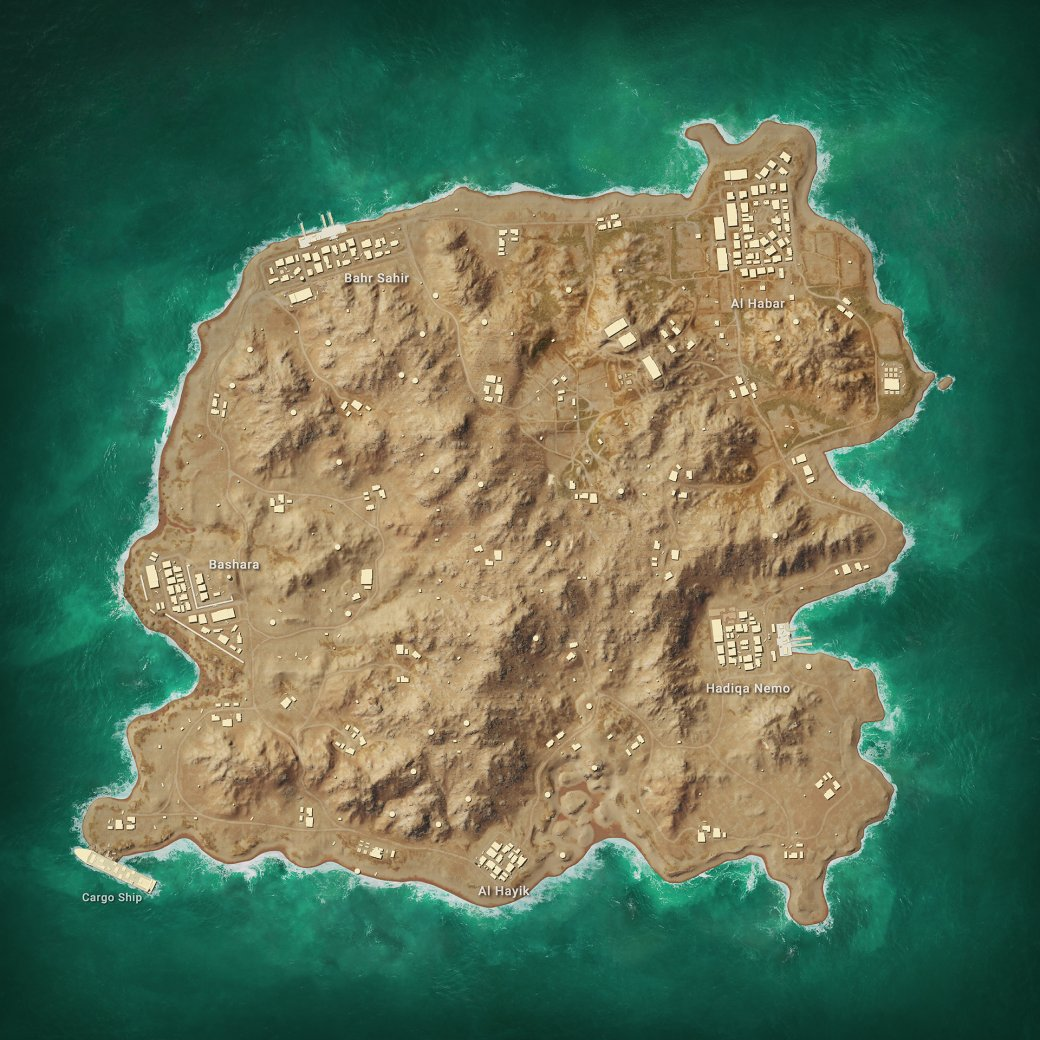 Bahr Sahir
Al Habar
Bashara
Hadiqa Nemo
Al Hayik
Cargo Ship